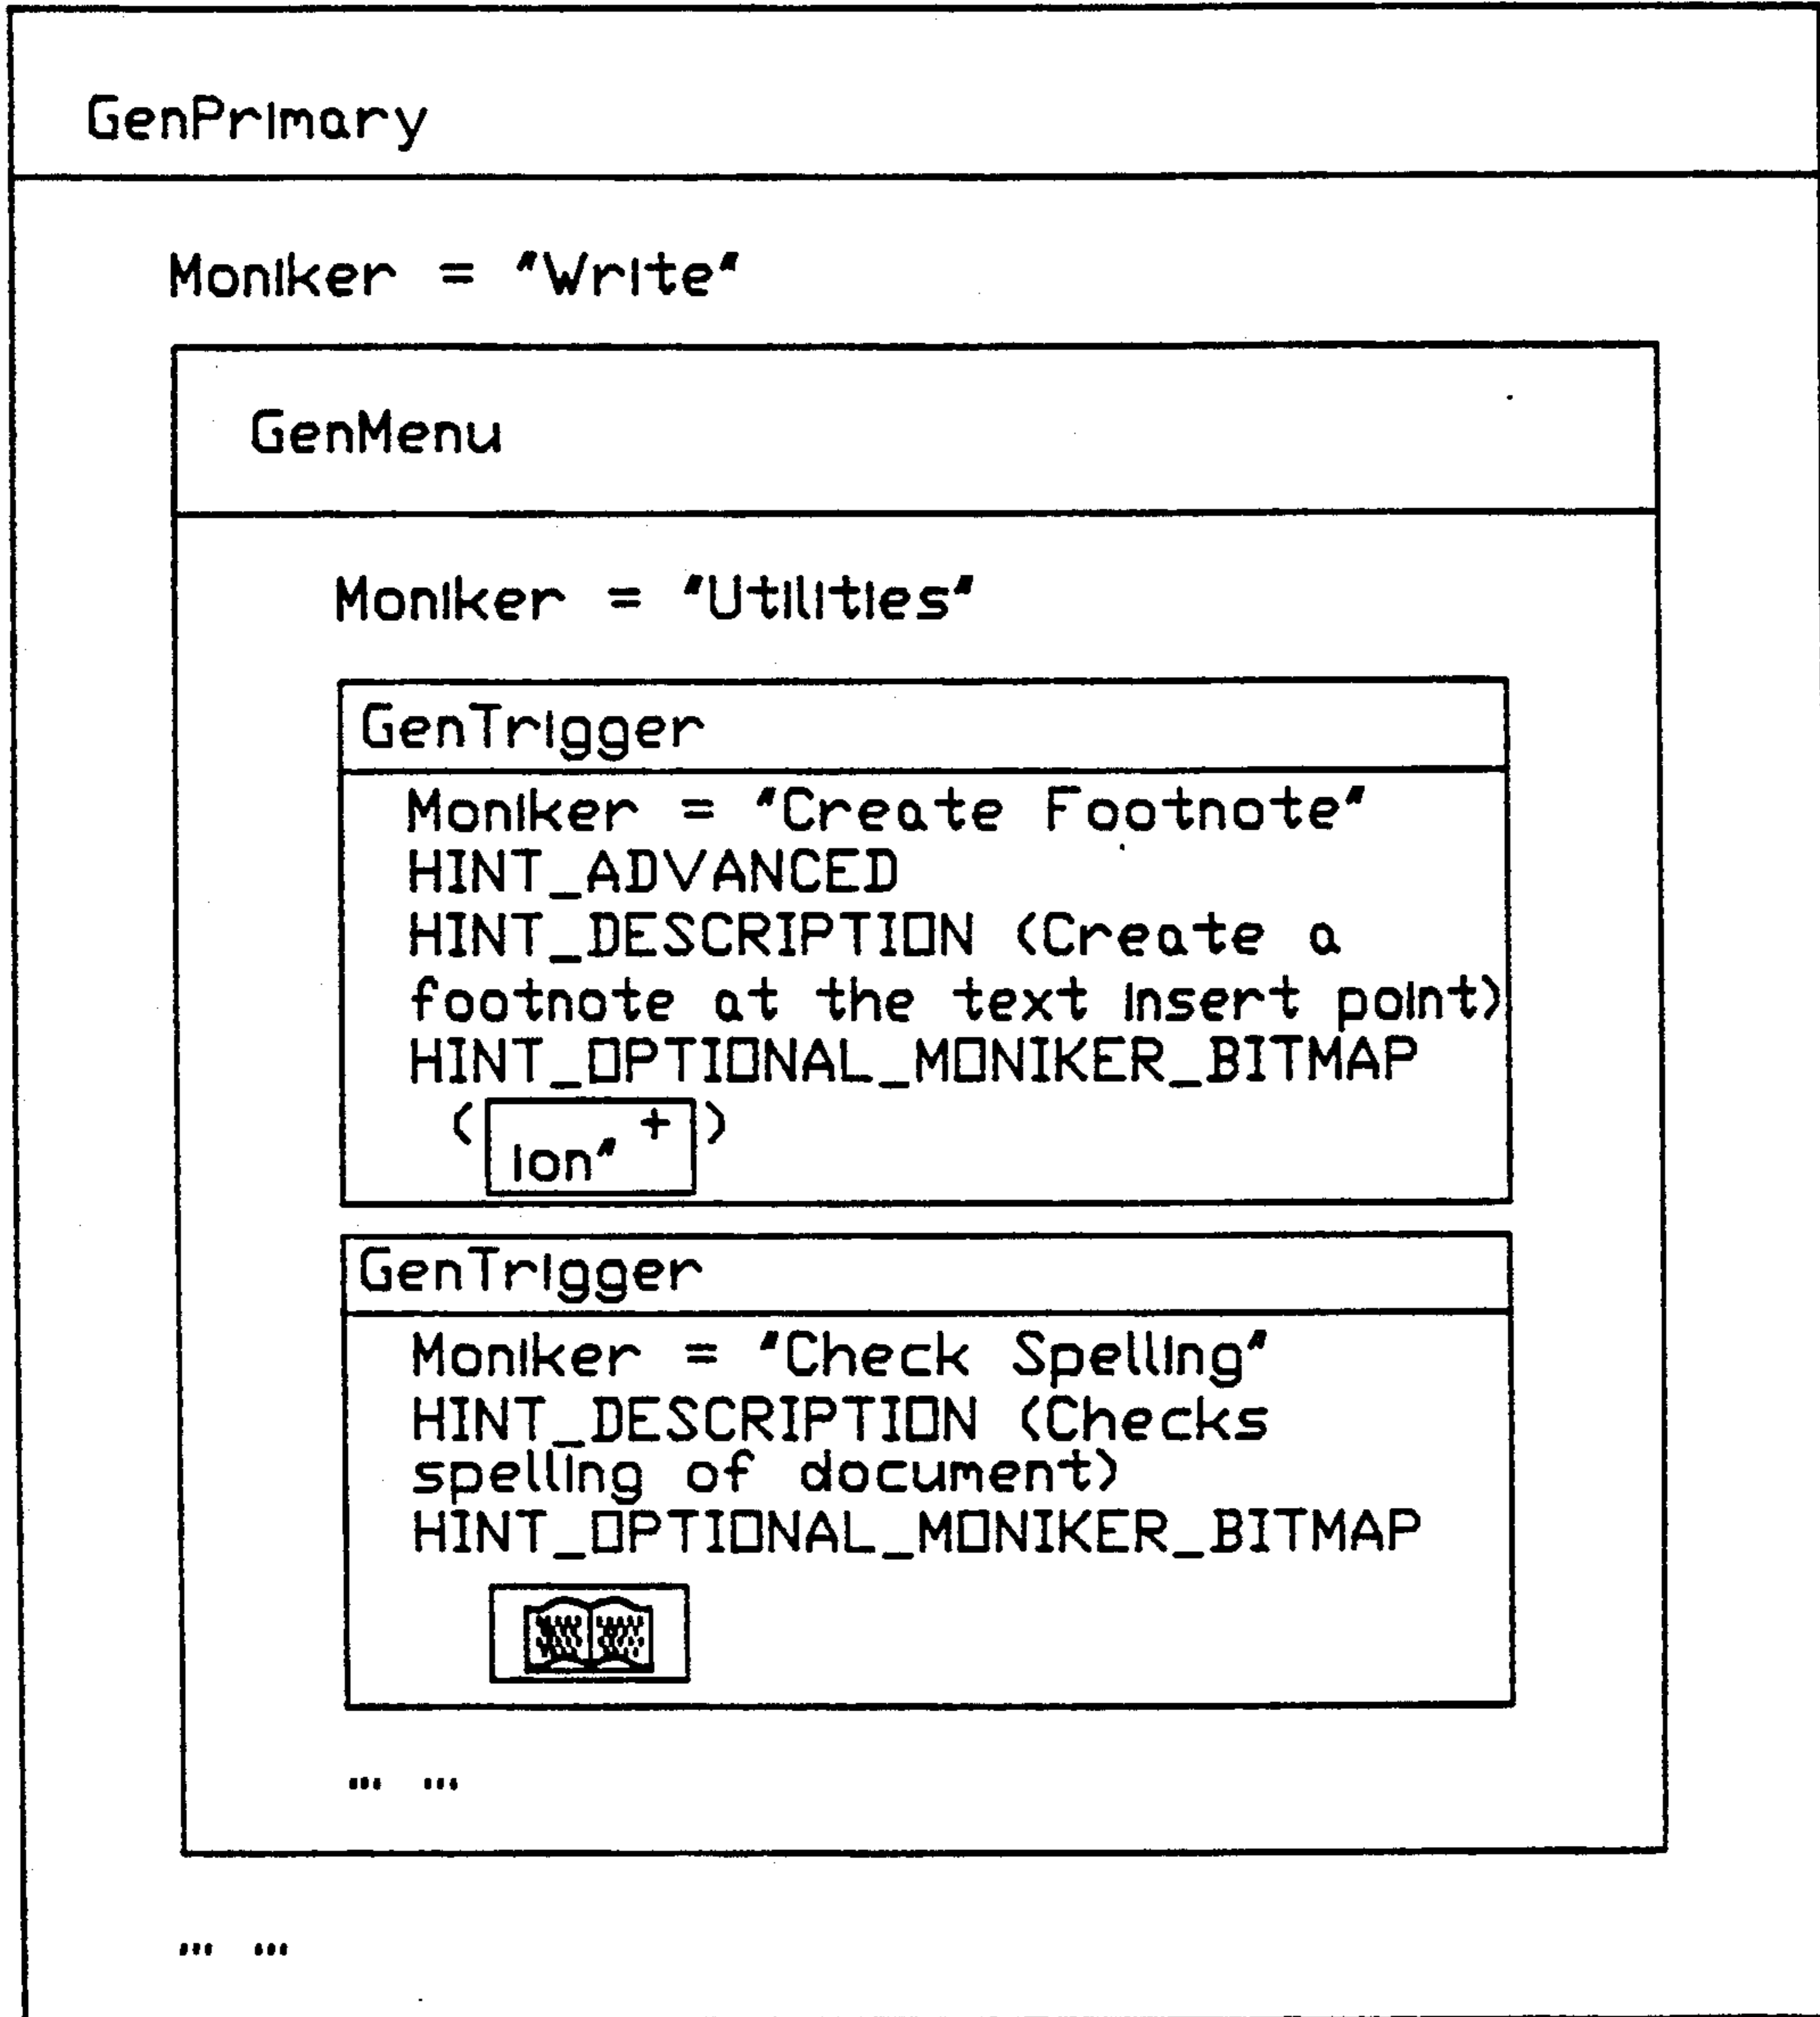 GenPrimary
Moniker = "Write"
GenMenu
Moniker = "Utilities"
GenTrigger
Moniker = "Create Footnote"
HINT_ADVANCED
HINT_DESCRIPTION (Create a
footnote at the text insert point)
HINT_OPTIONAL_MONIKER_BITMAP
( ion" + )
GenTrigger
Moniker = "Check Spelling"
HINT_DESCRIPTION (Checks
spelling of document)
HINT_OPTIONAL_MONIKER_BITMAP
... ...
... ...